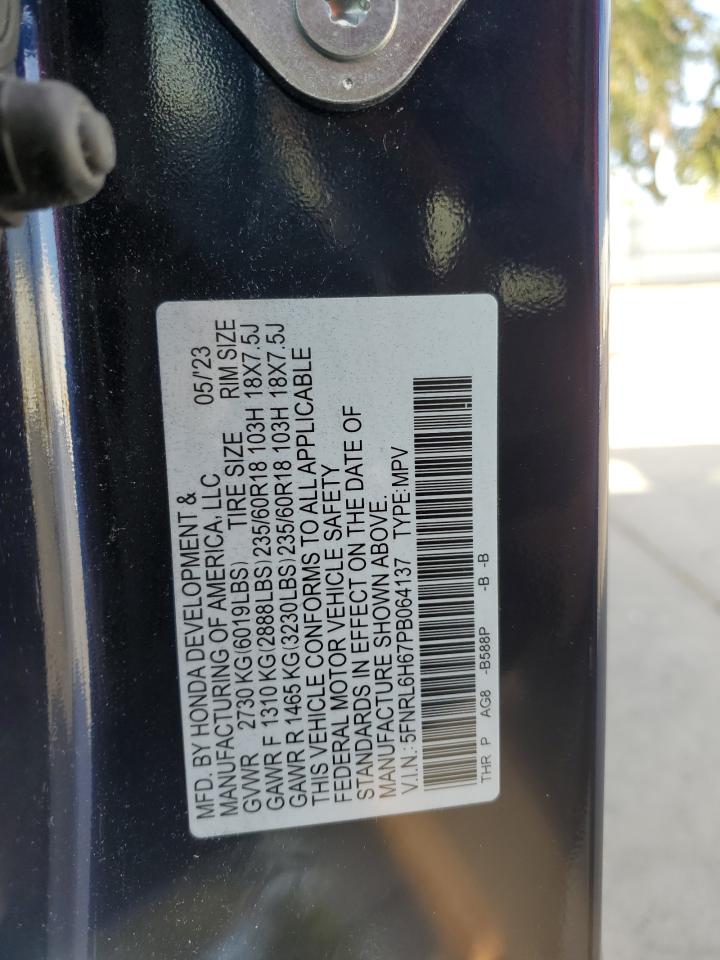 MFD. BY HONDA DEVELOPMENT &
MANUFACTURING OF AMERICA, LLC 05/'23
GVWR 2730 KG(6019LBS) TIRE SIZE RIM SIZE
GAWR F 1310 KG(2888LBS)235/60R18 103H 18X7.5J
GAWR R 1465 KG(3230LBS)235/60R18 103H 18X7.5J
THIS VEHICLE CONFORMS TO ALL APPLICABLE
FEDERAL MOTOR VEHICLE SAFETY
STANDARDS IN EFFECT ON THE DATE OF
MANUFACTURE SHOWN ABOVE.
V.I.N.: 5FNRL6H67PB064137 TYPE:MPV
THR P AG8 -B588P -B -B